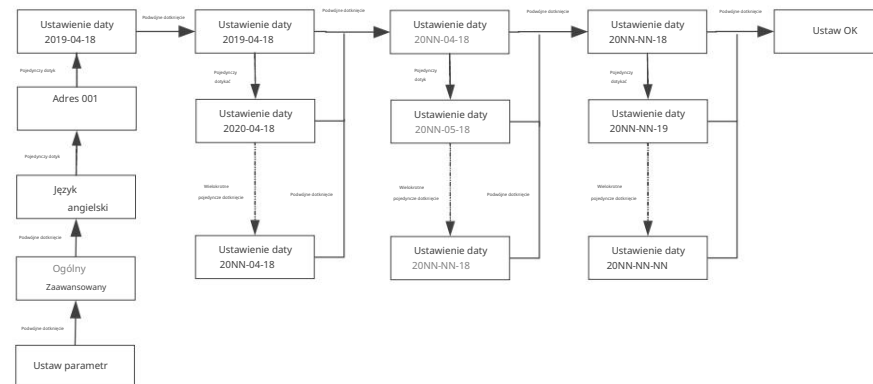 Ustawienie daty
2019-04-18
Podwójne dotknięcie
Ustawienie daty
2019-04-18
Podwójne dotknięcie
Ustawienie daty
20NN-04-18
Podwójne dotknięcie
Ustawienie daty
20NN-NN-18
Podwójne dotknięcie
Ustaw OK
Pojedynczy dotyk
Pojedynczy
dotykać
Pojedynczy
dotyk
Pojedynczy
dotykać
Adres 001
Ustawienie daty
2020-04-18
Ustawienie daty
20NN-05-18
Ustawienie daty
20NN-NN-19
Pojedynczy dotyk
Język
angielski
Wielokrotne
pojedyncze dotknięcie
Podwójne dotknięcie
Wielokrotne
pojedyncze dotknięcie
Podwójne dotknięcie
Wielokrotne
pojedyncze dotknięcie
Podwójne dotknięcie
Ustawienie daty
20NN-04-18
Ustawienie daty
20NN-NN-18
Ustawienie daty
20NN-NN-NN
Ogólny
Zaawansowany
Podwójne dotknięcie
Ustaw parametr